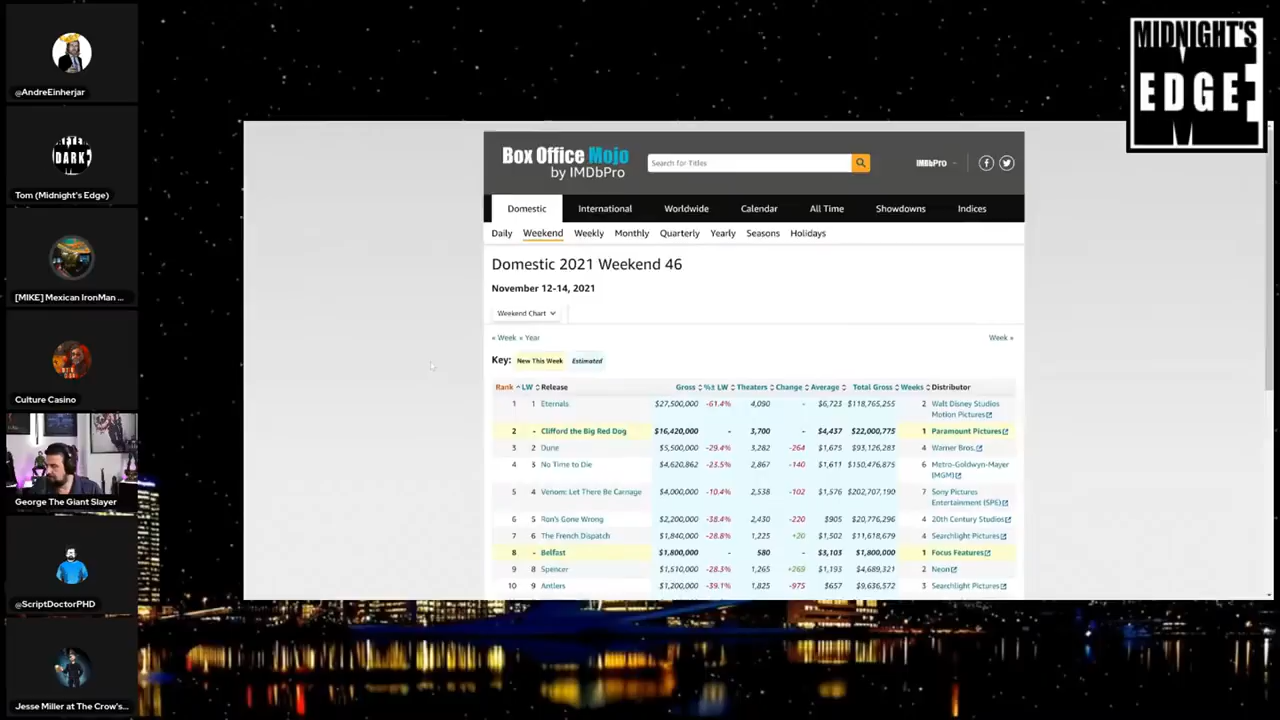 @AndreEinherjar
AFTER
DARK
Tom (Midnight's Edge)
[MIKE] Mexican IronMan ...
Culture Casino
George The Giant Slayer
@ScriptDoctorPHD
Jesse Miller at The Crow's...
MIDNIGHT'S
EDGE
Box Office Mojo
by IMDbPro
Search for Titles
IMDbPro
Domestic International Worldwide Calendar All Time Showdowns Indices
Daily Weekend Weekly Monthly Quarterly Yearly Seasons Holidays
Domestic 2021 Weekend 46
November 12-14, 2021
Weekend Chart
« Week « Year Week »
Key: New This Week Estimated
Rank LW Release Gross %± LW Theaters Change Average Total Gross Weeks Distributor
1 1 Eternals $27,500,000 -61.4% 4,090 - $6,723 $118,765,255 2 Walt Disney Studios
Motion Pictures
2 - Clifford the Big Red Dog $16,420,000 - 3,700 - $4,437 $22,000,775 1 Paramount Pictures
3 2 Dune $5,500,000 -29.4% 3,282 -264 $1,675 $93,126,283 4 Warner Bros.
4 3 No Time to Die $4,620,862 -23.5% 2,867 -140 $1,611 $150,476,875 6 Metro-Goldwyn-Mayer
(MGM)
5 4 Venom: Let There Be Carnage $4,000,000 -10.4% 2,538 -102 $1,576 $202,707,190 7 Sony Pictures
Entertainment (SPE)
6 5 Ron's Gone Wrong $2,200,000 -38.4% 2,430 -220 $905 $20,776,296 4 20th Century Studios
7 6 The French Dispatch $1,840,000 -28.8% 1,225 +20 $1,502 $11,618,679 4 Searchlight Pictures
8 - Belfast $1,800,000 - 580 - $3,103 $1,800,000 1 Focus Features
9 8 Spencer $1,510,000 -28.3% 1,265 +269 $1,193 $4,689,321 2 Neon
10 9 Antlers $1,200,000 -39.1% 1,825 -975 $657 $9,636,572 3 Searchlight Pictures